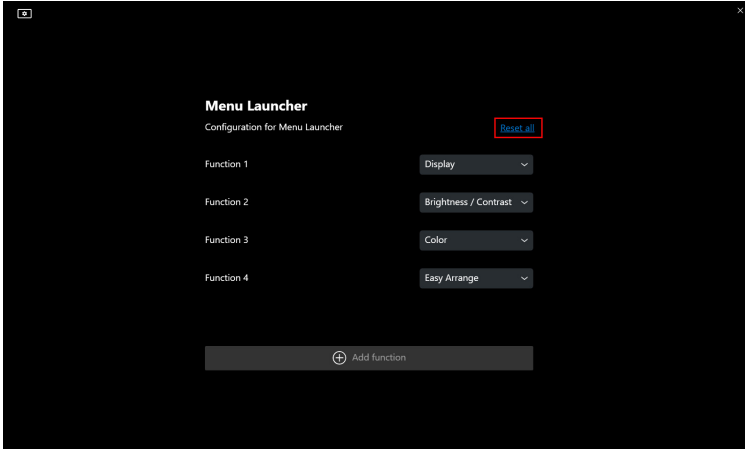 Menu Launcher
Configuration for Menu Launcher Reset all
Function 1 Display
Function 2 Brightness / Contrast
Function 3 Color
Function 4 Easy Arrange
Add function